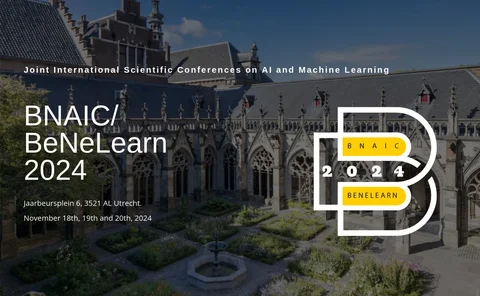 Joint International Scientific Conferences on AI and Machine Learning
BNAIC/
BeNeLearn
2024
Jaarbeursplein 6, 3521 AL Utrecht.
November 18th, 19th and 20th, 2024
BNAIC
2024
BENELEARN